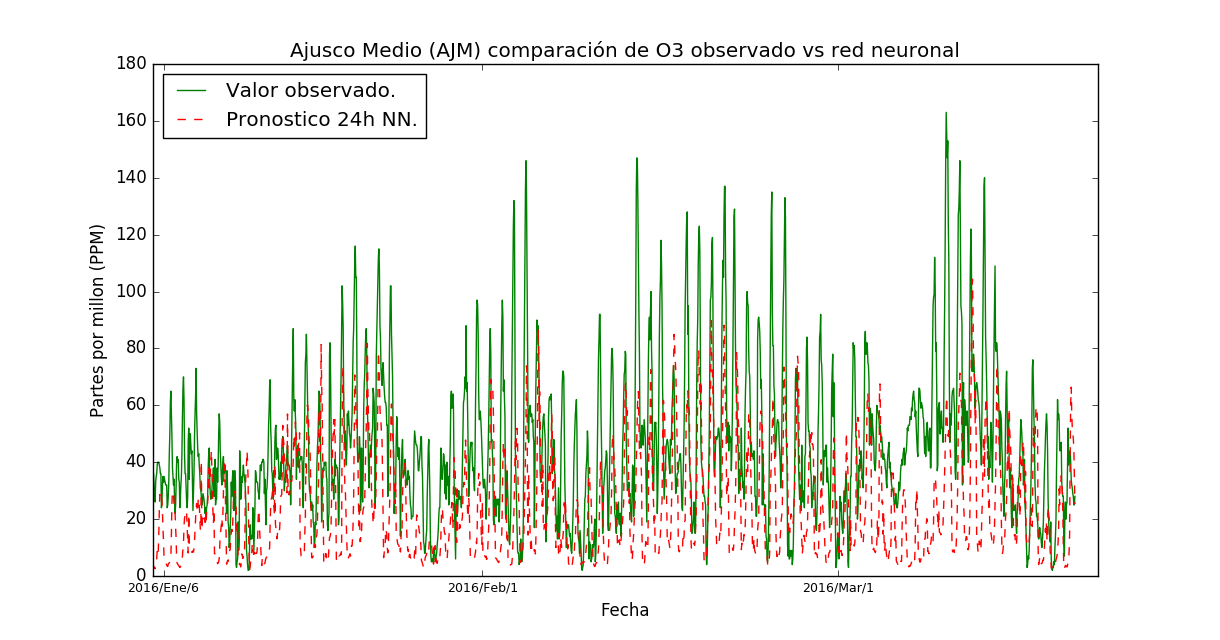 Ajusco Medio (AJM) comparación de O3 observado vs red neuronal
180
160
140
120
100
80
60
40
20
0
Partes por millon (PPM)
Valor observado.
Pronostico 24h NN.
2016/Ene/6
2016/Feb/1
2016/Mar/1
Fecha